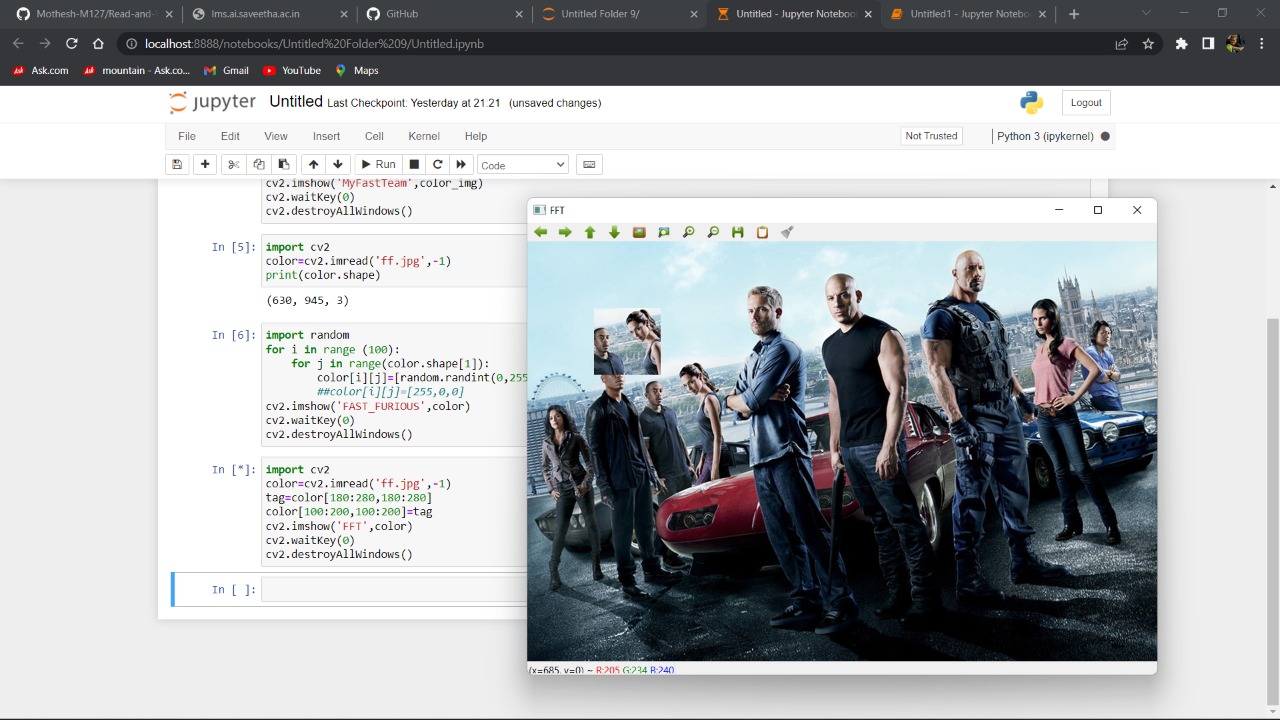 Mothesh-M127/Read-and-
lms.ai.saveetha.ac.in
GitHub
Untitled Folder 9/
Untitled - Jupyter Notebook
Untitled1 - Jupyter Notebook
localhost:8888/notebooks/Untitled%20Folder%209/Untitled.ipynb
Ask Ask.com
Ask mountain - Ask.co...
Gmail
YouTube
Maps
jupyter Untitled Last Checkpoint: Yesterday at 21:21 (unsaved changes)
Logout
File Edit View Insert Cell Kernel Help
Not Trusted
Python 3 (ipykernel)
Run
Code
cv2.imshow('MyFastTeam',color_img)
cv2.waitKey(0)
cv2.destroyAllWindows()
In [5]: import cv2
color=cv2.imread('ff.jpg',-1)
print(color.shape)
(630, 945, 3)
In [6]: import random
for i in range (100):
    for j in range(color.shape[1]):
        color[i][j]=[random.randint(0,255
        ##color[i][j]=[255,0,0]
cv2.imshow('FAST_FURIOUS',color)
cv2.waitKey(0)
cv2.destroyAllWindows()
In [*]: import cv2
color=cv2.imread('ff.jpg',-1)
tag=color[180:280,180:280]
color[100:200,100:200]=tag
cv2.imshow('FFT',color)
cv2.waitKey(0)
cv2.destroyAllWindows()
In [ ]:
FFT
(x=685, y=0) ~ R:205 G:234 B:240